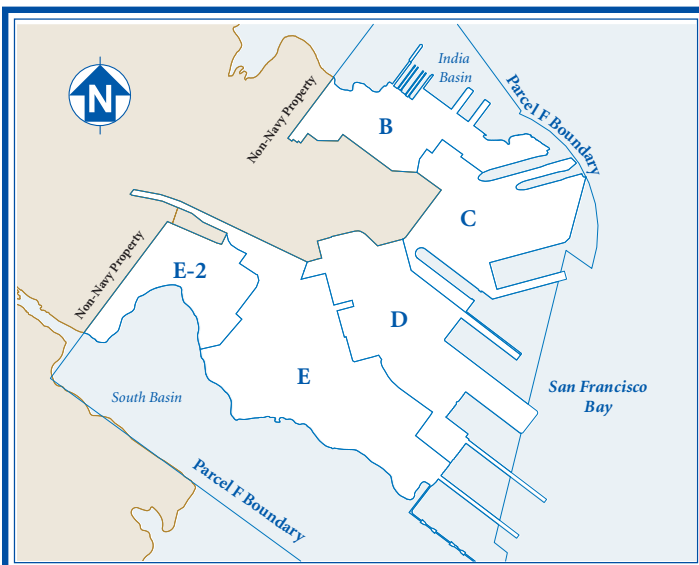 India
Basin
Parcel F Boundary
N
Non-Navy Property
B
C
Non-Navy Property
E-2
D
E
South Basin
San Francisco
Bay
Parcel F Boundary